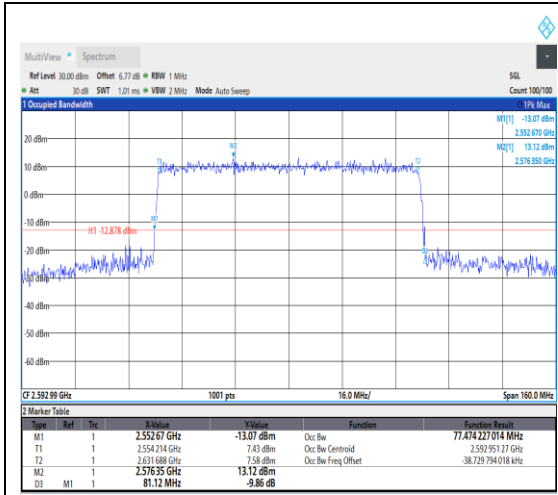 MultiView Spectrum
Ref Level 30.00 dBm Offset 6.77 dB RBW 1 MHz SGL
Att 30 dB SWT 1.01 ms VBW 2 MHz Mode Auto Sweep Count 100/100
1 Occupied Bandwidth 1Pk Max
M1[1] -13.07 dBm
2.552 670 GHz
M2[1] 13.12 dBm
2.576 350 GHz
20 dBm
M2
T1 T2
10 dBm
0 dBm
-10 dBm
M1
H1 -12.878 dBm
-20 dBm
-30 dBm
-40 dBm
-50 dBm
-60 dBm
CF 2.592 99 GHz 1001 pts 16.0 MHz/ Span 160.0 MHz
2 Marker Table
Type Ref Trc X-Value Y-Value Function Function Result
M1 1 2.552 67 GHz -13.07 dBm Occ Bw 77.474 227 014 MHz
T1 1 2.554 214 GHz 7.43 dBm Occ Bw Centroid 2.592 951 27 GHz
T2 1 2.631 688 GHz 7.58 dBm Occ Bw Freq Offset -38.729 794 018 kHz
M2 1 2.576 35 GHz 13.12 dBm
D3 M1 1 81.12 MHz -9.86 dB